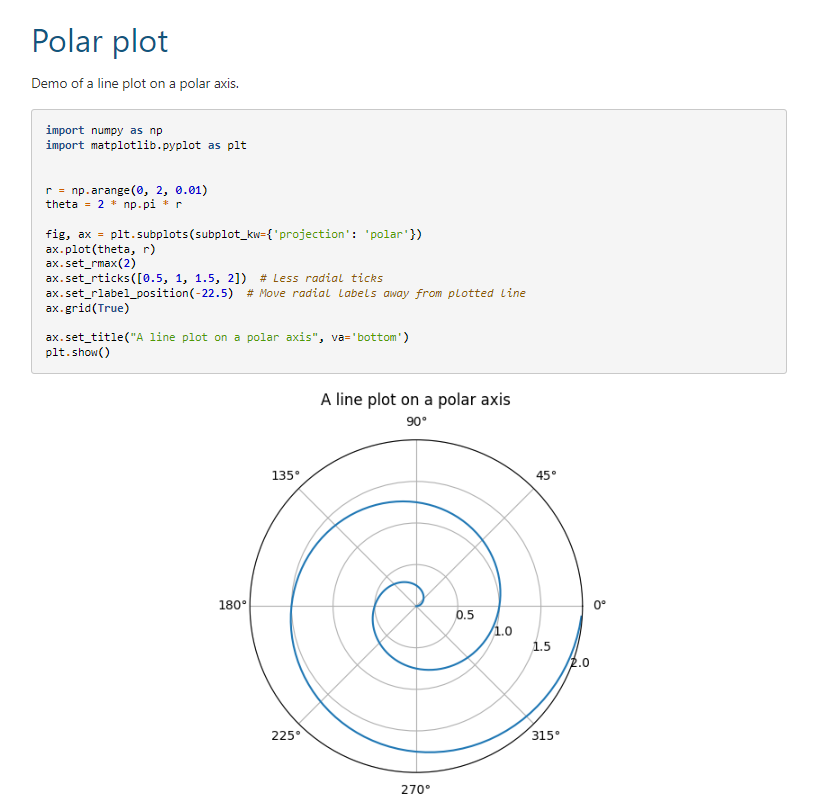 Polar plot
Demo of a line plot on a polar axis.
import numpy as np
import matplotlib.pyplot as plt
r = np.arange(0, 2, 0.01)
theta = 2 * np.pi * r
fig, ax = plt.subplots(subplot_kw={'projection': 'polar'})
ax.plot(theta, r)
ax.set_rmax(2)
ax.set_rticks([0.5, 1, 1.5, 2])  # Less radial ticks
ax.set_rlabel_position(-22.5)  # Move radial labels away from plotted line
ax.grid(True)
ax.set_title("A line plot on a polar axis", va='bottom')
plt.show()
A line plot on a polar axis
90°
135°
45°
180°
0°
0.5
1.0
1.5
2.0
225°
315°
270°